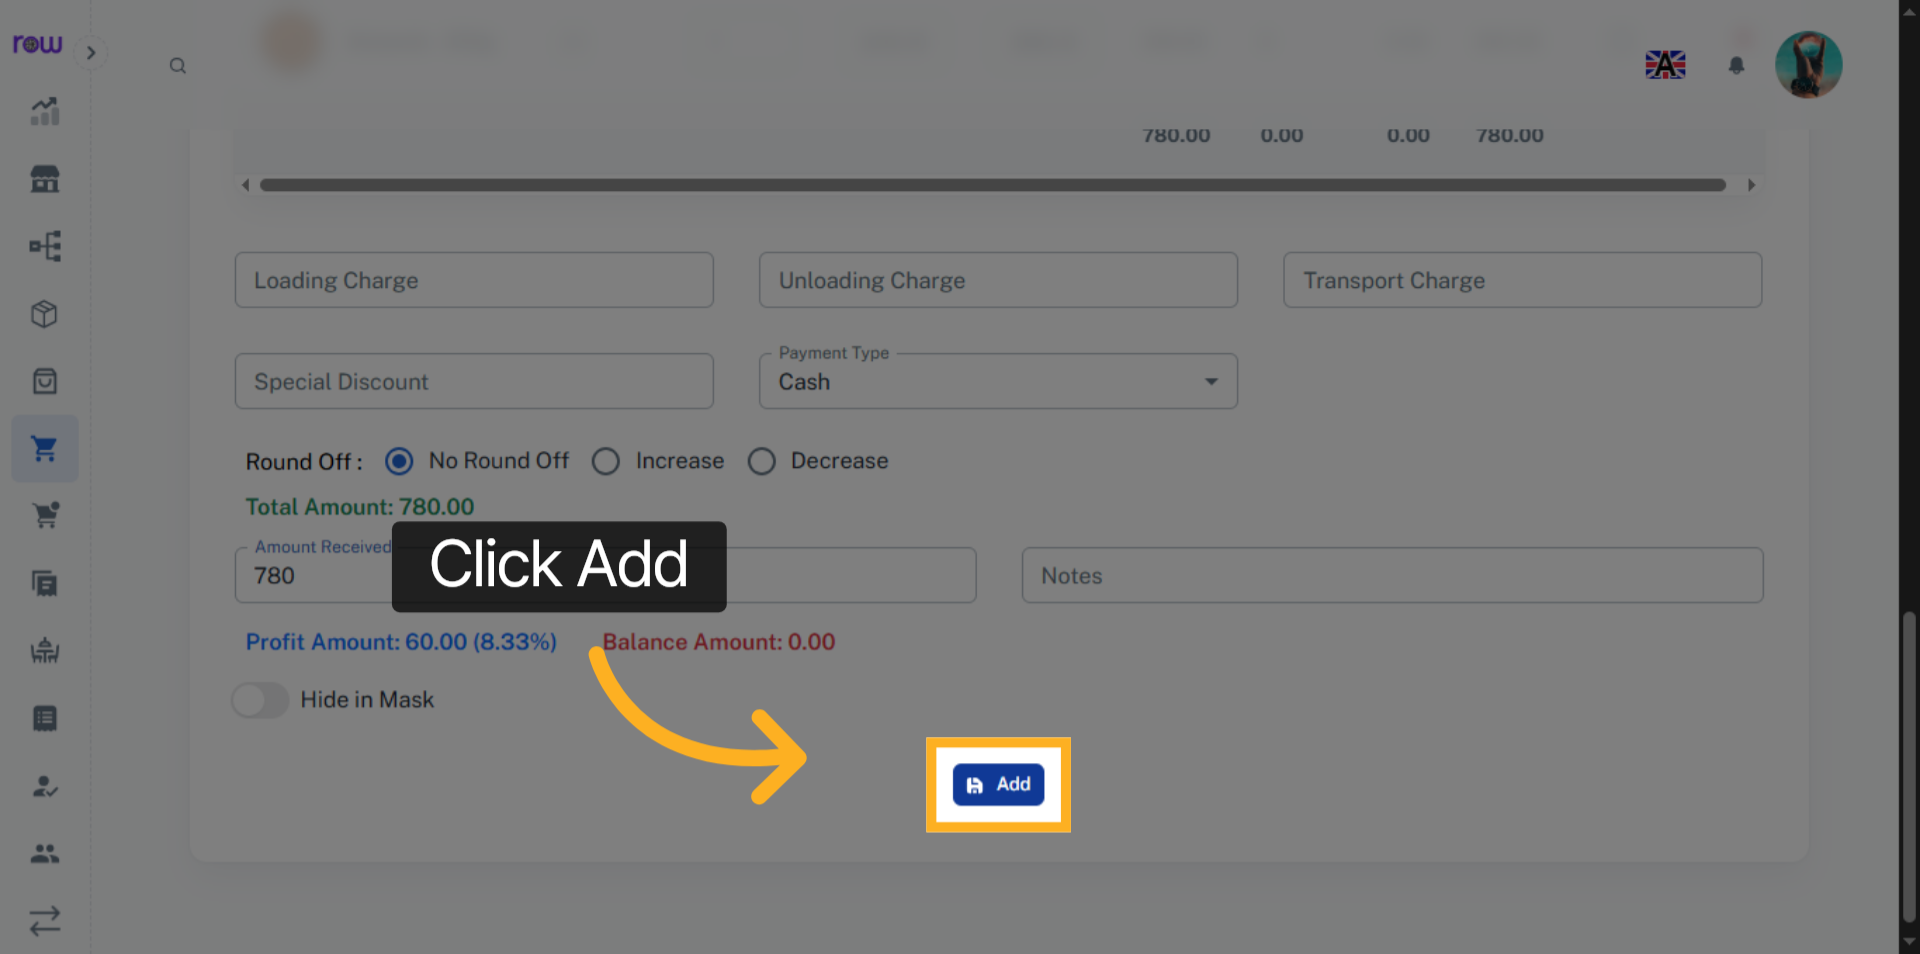 row
780.00 0.00 0.00 780.00
Loading Charge
Unloading Charge
Transport Charge
Special Discount
Payment Type
Cash
Round Off : No Round Off Increase Decrease
Total Amount: 780.00
Amount Received
780
Click Add
Notes
Profit Amount: 60.00 (8.33%) Balance Amount: 0.00
Hide in Mask
Add